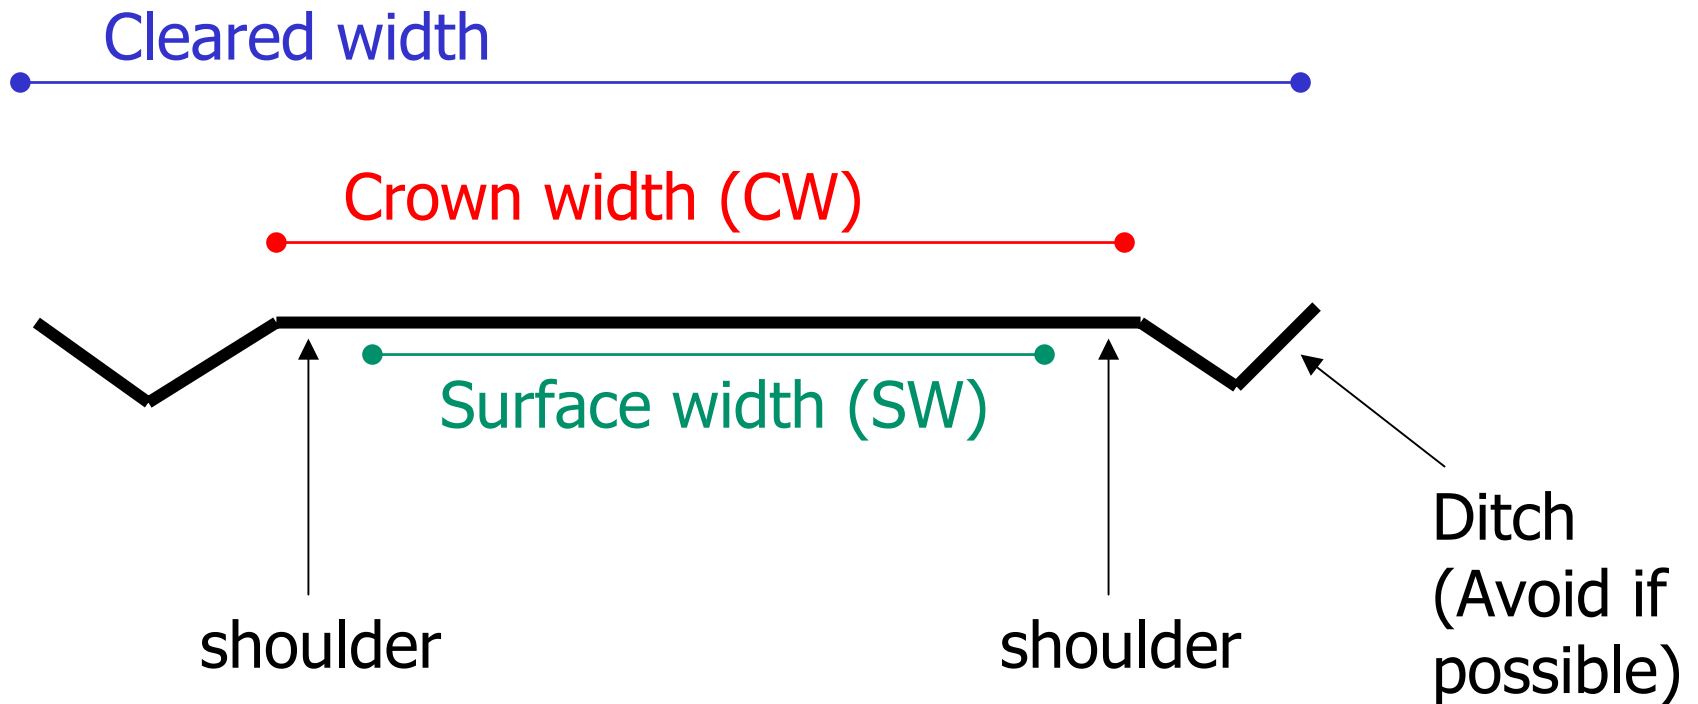 Cleared width
Crown width (CW)
Surface width (SW)
shoulder
shoulder
Ditch
(Avoid if
possible)